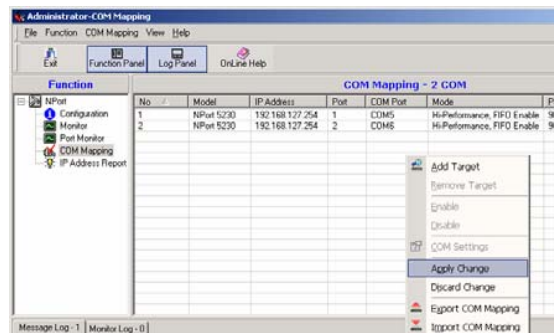 Administrator-COM Mapping
File Function COM Mapping View Help
Exit Function Panel Log Panel OnLine Help
Function
COM Mapping - 2 COM
NPort
Configuration
Monitor
Port Monitor
COM Mapping
IP Address Report
No Model IP Address Port COM Port Mode
1 NPort 5230 192.168.127.254 1 COM5 Hi-Performance, FIFO Enable
2 NPort 5230 192.168.127.254 2 COM6 Hi-Performance, FIFO Enable
Add Target
Remove Target
Enable
Disable
COM Settings
Apply Change
Discard Change
Export COM Mapping
Import COM Mapping
Message Log - 1 Monitor Log - 0